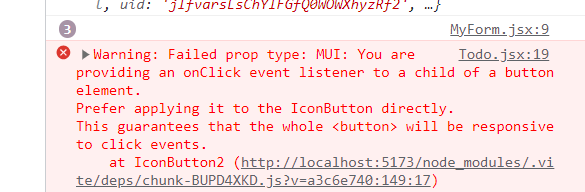 l, uid: 'jIfvarsLsChYlFGfQ0WOWXhyzRf2', …}
3 MyForm.jsx:9
▶Warning: Failed prop type: MUI: You are Todo.jsx:19
providing an onClick event listener to a child of a button
element.
Prefer applying it to the IconButton directly.
This guarantees that the whole <button> will be responsive
to click events.
at IconButton2 (http://localhost:5173/node_modules/.vi
te/deps/chunk-BUPD4XKD.js?v=a3c6e740:149:17)